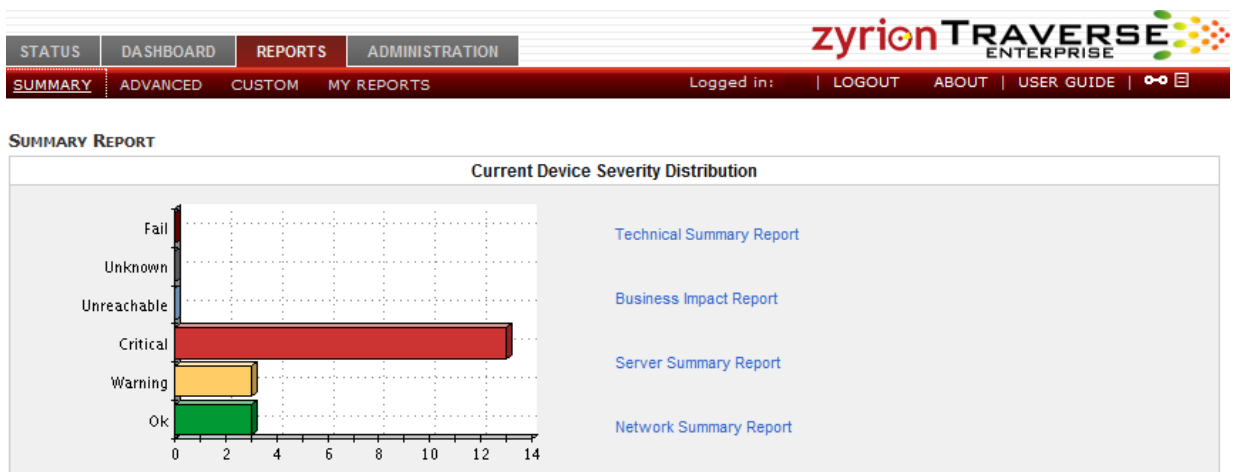 zyrion TRAVERSE
ENTERPRISE
STATUS DASHBOARD REPORTS ADMINISTRATION
SUMMARY ADVANCED CUSTOM MY REPORTS Logged in: | LOGOUT ABOUT | USER GUIDE |
SUMMARY REPORT
Current Device Severity Distribution
Fail
Technical Summary Report
Unknown
Unreachable
Business Impact Report
Critical
Server Summary Report
Warning
Ok
Network Summary Report
0 2 4 6 8 10 12 14